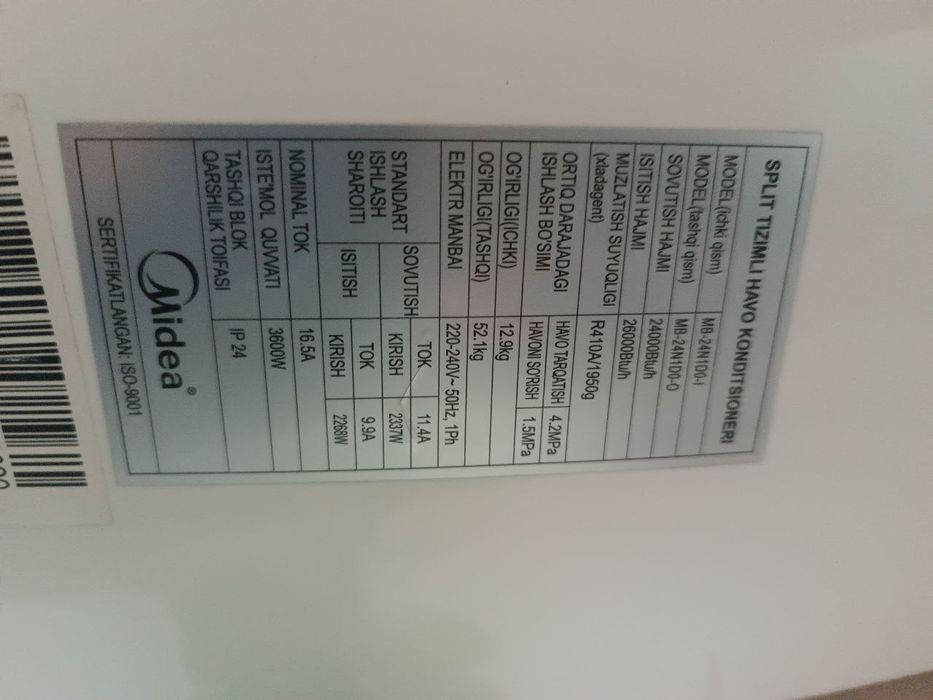 SPLIT TIZIMLI HAVO KONDITSIONERI
MODEL(ichki qism) MB-24N1D0-I
MODEL(tashqi qism) MB-24N1D0-O
SOVUTISH HAJMI 24000Btu/h
ISITISH HAJMI 26000Btu/h
MUZLATISH SUYUQLIGI
(xladagent) R410A/1950g
ORTIQ DARAJADAGI
ISHLASH BO'SIMI
HAVO TARQATISH 4.2MPa
HAVONI SO'RISH 1.5MPa
OG'IRLIGI(ICHKI) 12.9kg
OG'IRLIGI(TASHQI) 52.1kg
ELEKTR MANBAI 220-240V~ 50Hz, 1Ph
STANDART
ISHLASH
SHAROITI
SOVUTISH
TOK 11.4A
KIRISH 2337W
ISITISH
TOK 9.9A
KIRISH 2268W
NOMINAL TOK 16.5A
ISTE'MOL QUVVATI 3600W
TASHQI BLOK
QARSHILIK TOIFASI IP 24
Midea®
SERTIFIKATLANGAN: ISO-9001